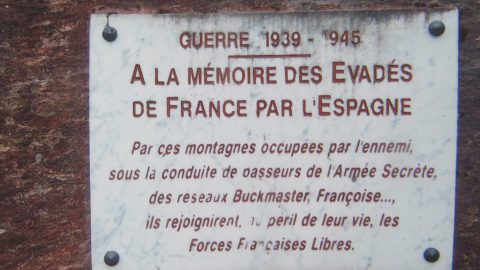 GUERRE 1939 - 1945
A LA MÉMOIRE DES EVADÉS
DE FRANCE PAR L'ESPAGNE
Par ces montagnes occupées par l'ennemi,
sous la conduite de passeurs de l'Armée Secrète,
des réseaux Buckmaster, Françoise...,
ils rejoignirent, au péril de leur vie, les
Forces Françaises Libres.